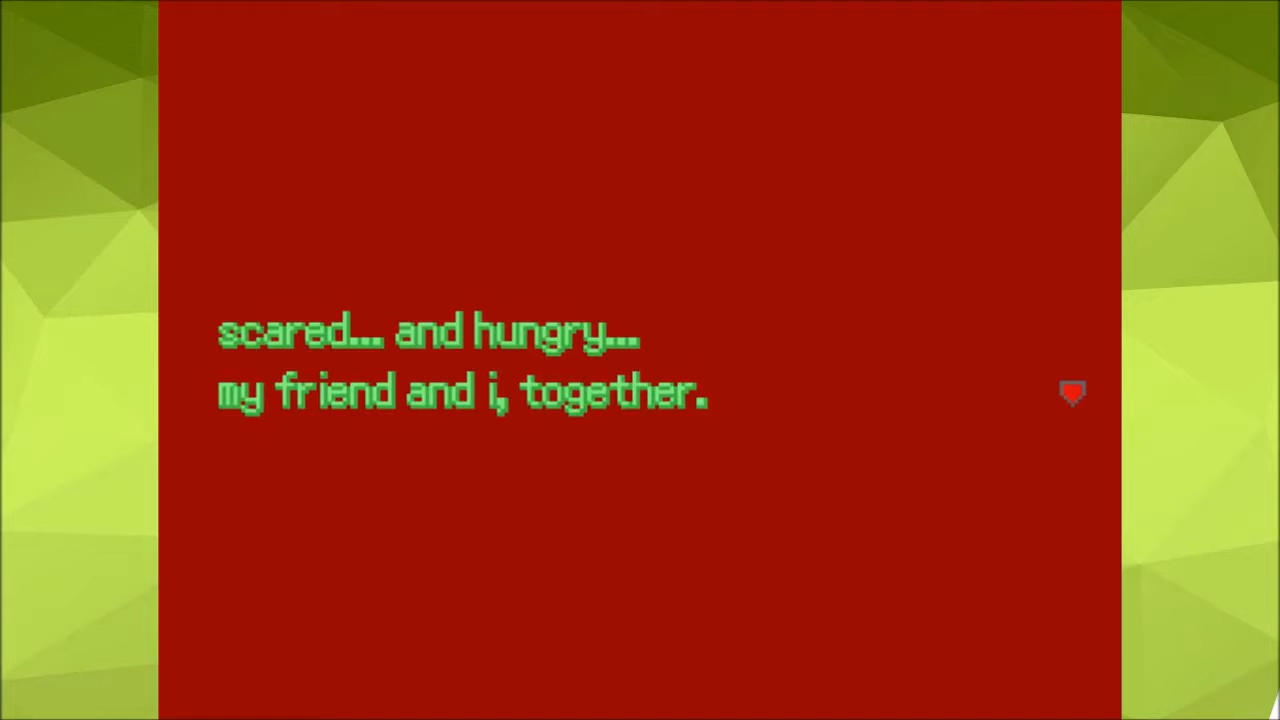 scared... and hungry...
my friend and i, together.